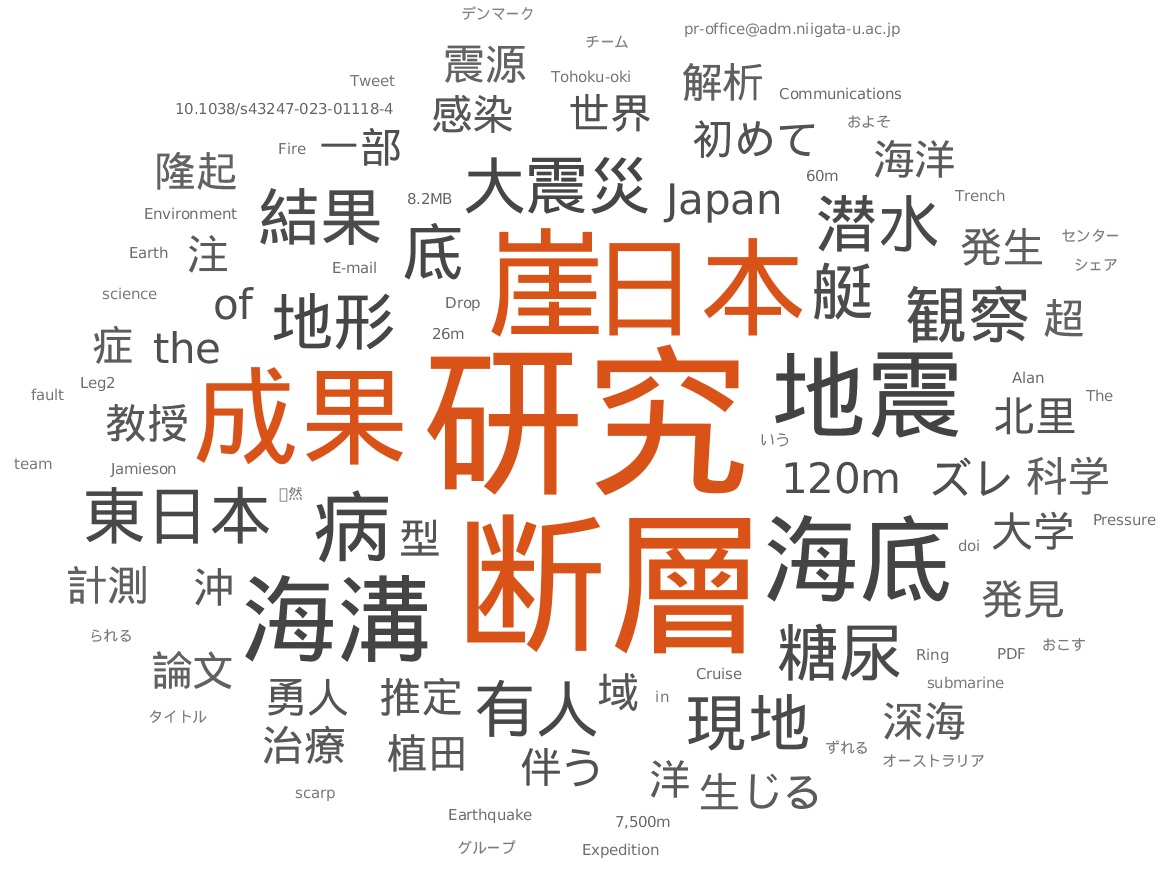 デンマーク
pr-office@adm.niigata-u.ac.jp
チーム
震源
Tohoku-oki
解析
Tweet
Communications
10.1038/s43247-023-01118-4
感染
世界
初めて
およそ
Fire
一部
海洋
隆起
大震災
Japan
60m
Trench
Environment
結果
8.2MB
潜水
発生
センター
Earth
注
E-mail
底
崖
日本
艇
シェア
science
of
地形
Drop
26m
観察
超
症
the
fault
Leg2
成果
研究
地震
Alan
The
教授
いう
北里
team
Jamieson
120m
ズレ
科学
東日本
然
病
型
断層
海底
doi
大学
Pressure
計測
沖
海溝
発見
られる
論文
糖尿
Ring
PDF
おこす
Cruise
submarine
タイトル
勇人
推定
有人
域
in
現地
深海
治療
植田
伴う
ずれる
オーストラリア
scarp
洋
生じる
Earthquake
7,500m
グループ
Expedition